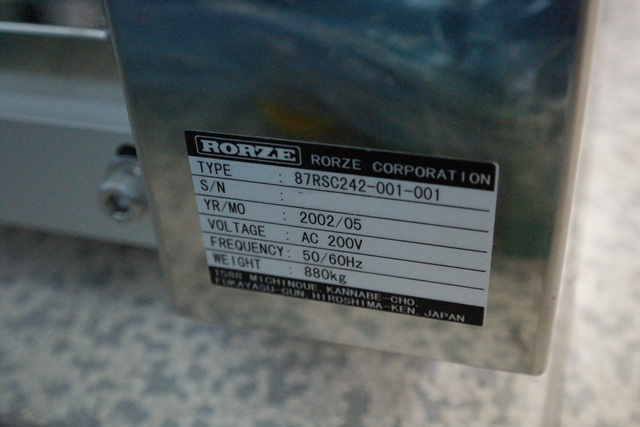 RORZE RORZE CORPORATION
TYPE : 87RSC242-001-001
S/N :
YR/MO : 2002/05
VOLTAGE : AC 200V
FREQUENCY: 50/60Hz
WEIGHT : 880kg
1588 MICHINOUE, KANNABE-CHO,
FUKAYASU-GUN, HIROSHIMA-KEN, JAPAN